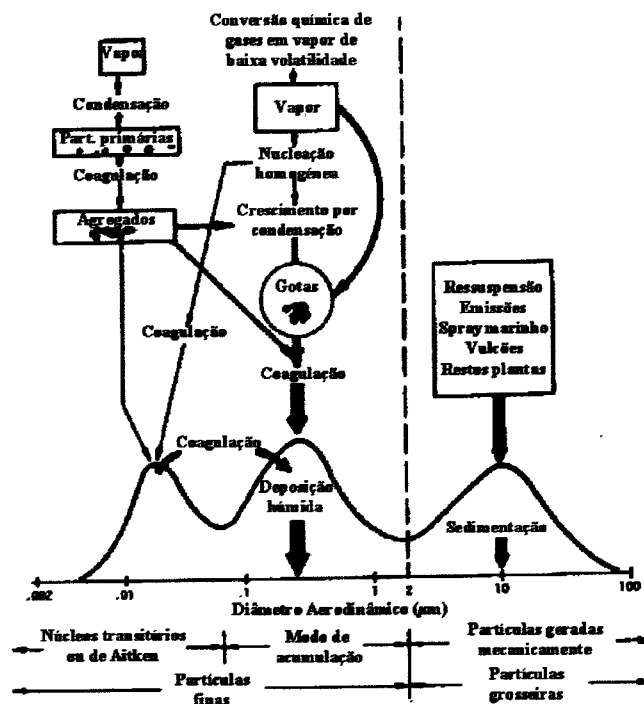 Conversão química de
gases em vapor de
baixa volatilidade
Vapor
Condensação
Part. primárias
Coagulação
Agregados
Vapor
Nucleação
homogénea
Crescimento por
condensação
Gotas
Coagulação
Coagulação
Ressuspensão
Emissões
Spray marinho
Vulcões
Restos plantas
Coagulação
Deposição
húmida
Sedimentação
.002 .01 .1 1 2 10 100
Diâmetro Aerodinâmico (µm)
Núcleos transitórios
ou de Aitken
Modo de
acumulação
Partículas geradas
mecanicamente
Partículas
finas
Partículas
grosseiras